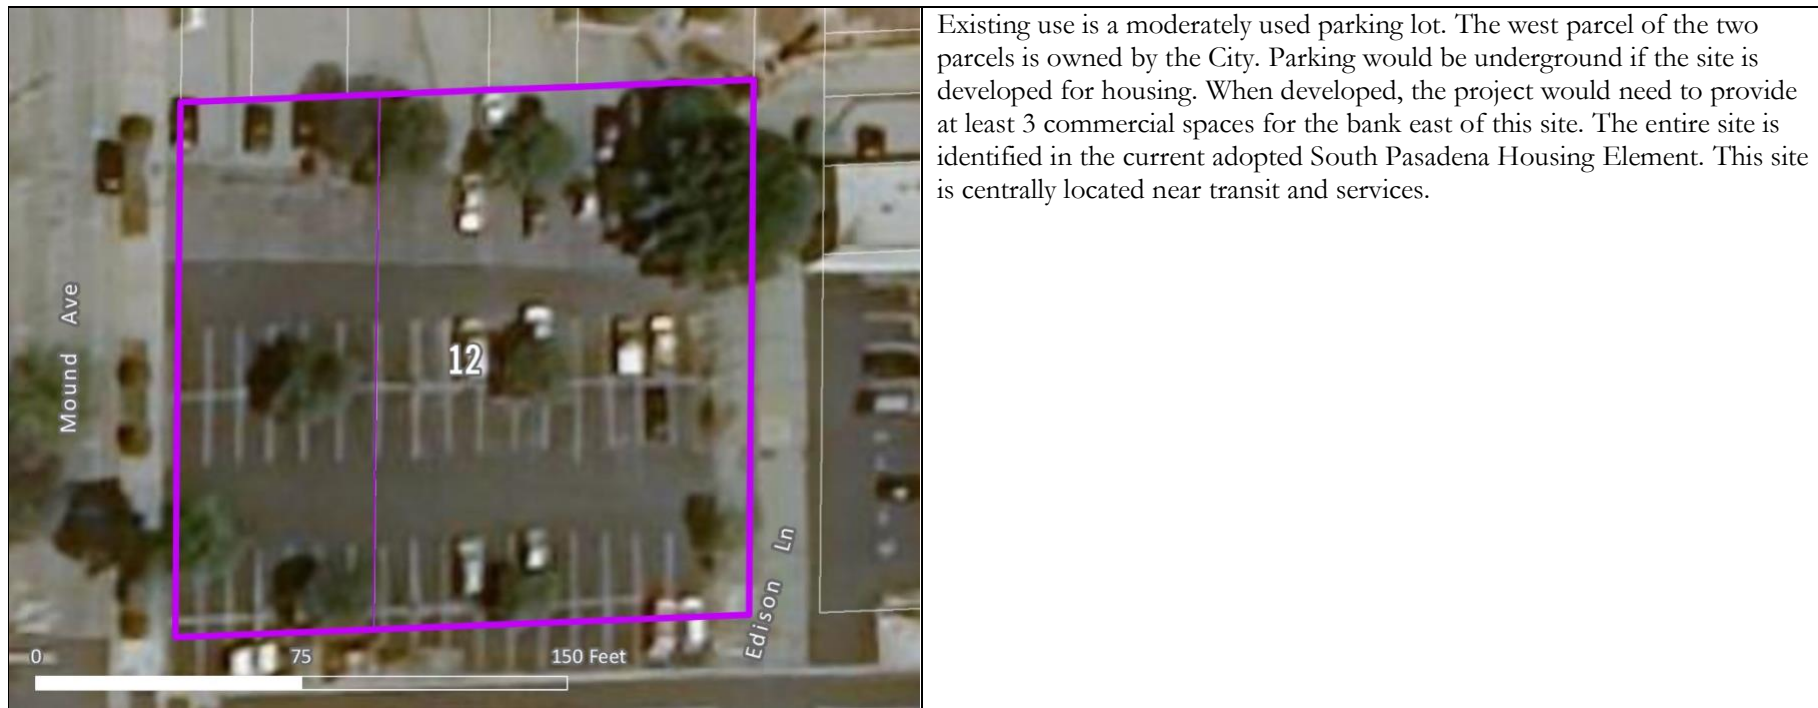 Existing use is a moderately used parking lot. The west parcel of the two
parcels is owned by the City. Parking would be underground if the site is
developed for housing. When developed, the project would need to provide
at least 3 commercial spaces for the bank east of this site. The entire site is
identified in the current adopted South Pasadena Housing Element. This site
is centrally located near transit and services.
Mound Ave
12
Edison Ln
0 75 150 Feet